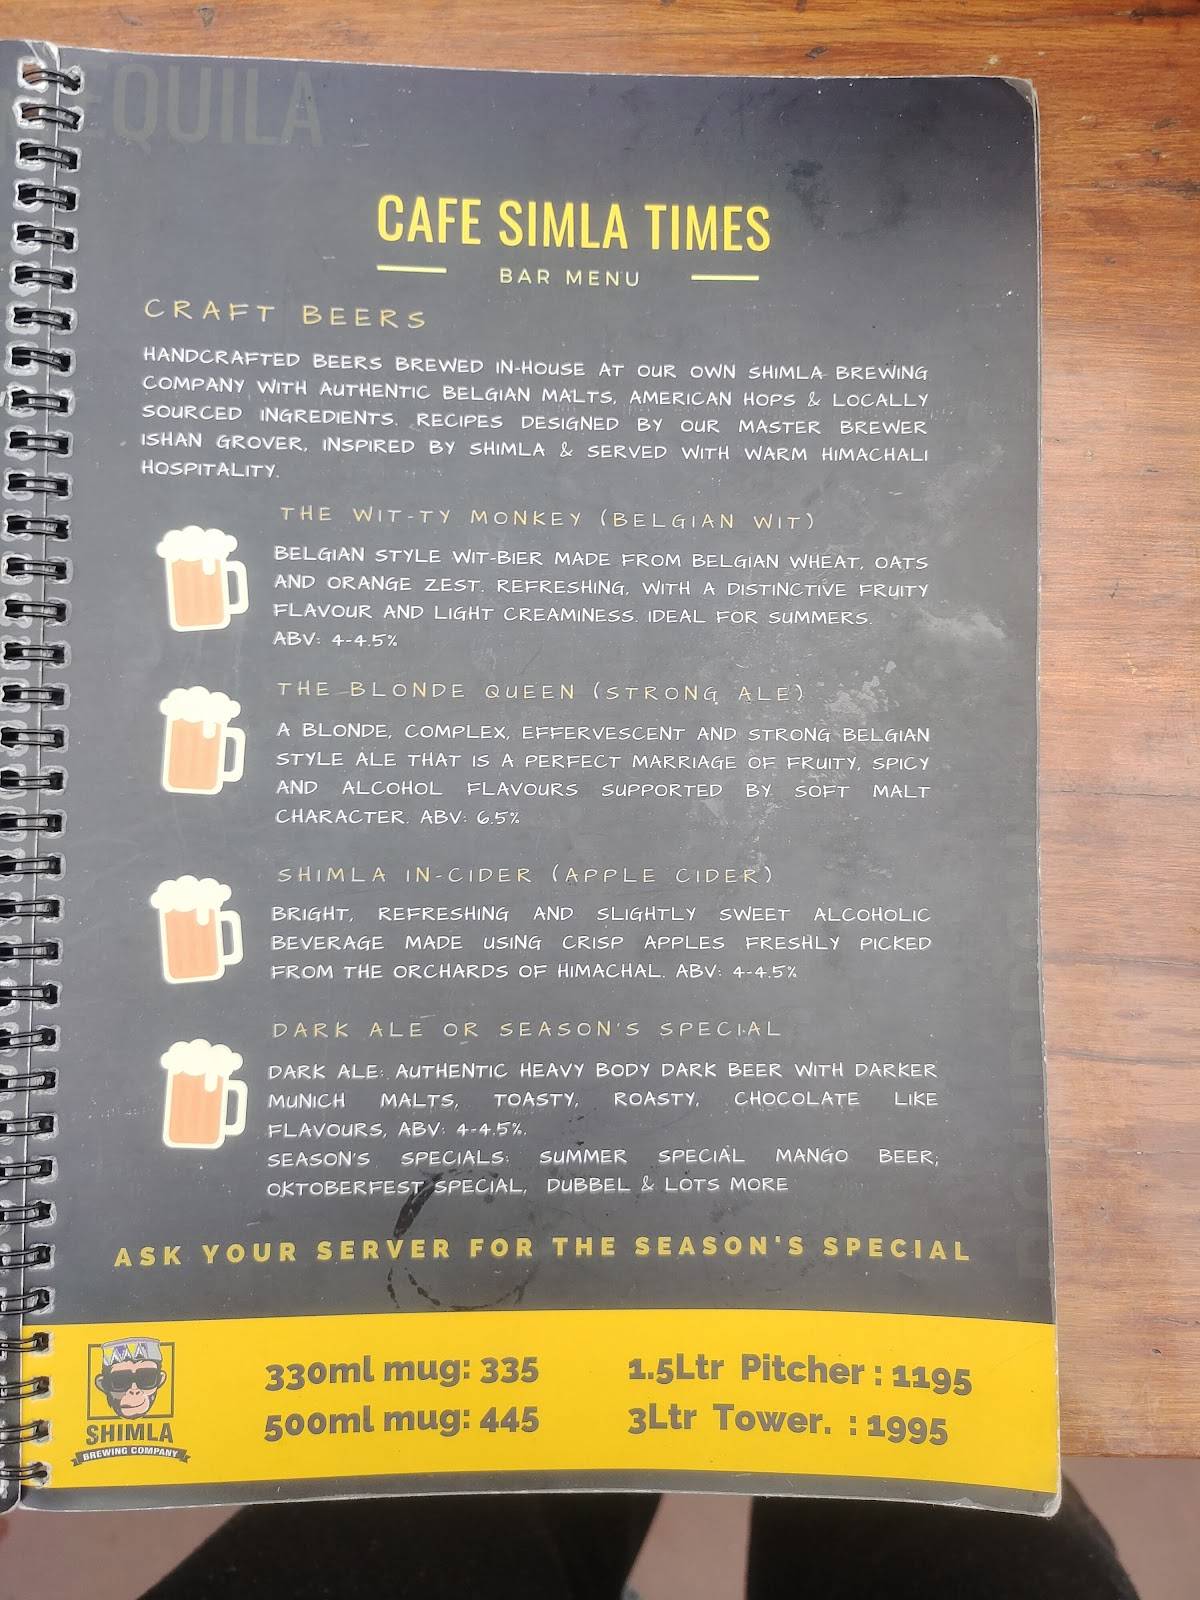 EQUILA
CAFE SIMLA TIMES
BAR MENU
CRAFT BEERS
HANDCRAFTED BEERS BREWED IN-HOUSE AT OUR OWN SHIMLA BREWING
COMPANY WITH AUTHENTIC BELGIAN MALTS, AMERICAN HOPS & LOCALLY
SOURCED INGREDIENTS. RECIPES DESIGNED BY OUR MASTER BREWER
ISHAN GROVER, INSPIRED BY SHIMLA & SERVED WITH WARM HIMACHALI
HOSPITALITY.
THE WIT-TY MONKEY (BELGIAN WIT)
BELGIAN STYLE WIT-BIER MADE FROM BELGIAN WHEAT, OATS
AND ORANGE ZEST. REFRESHING, WITH A DISTINCTIVE FRUITY
FLAVOUR AND LIGHT CREAMINESS. IDEAL FOR SUMMERS.
ABV: 4-4.5%
THE BLONDE QUEEN (STRONG ALE)
A BLONDE, COMPLEX, EFFERVESCENT AND STRONG BELGIAN
STYLE ALE THAT IS A PERFECT MARRIAGE OF FRUITY, SPICY
AND ALCOHOL FLAVOURS SUPPORTED BY SOFT MALT
CHARACTER. ABV: 6.5%
SHIMLA IN-CIDER (APPLE CIDER)
BRIGHT, REFRESHING AND SLIGHTLY SWEET ALCOHOLIC
BEVERAGE MADE USING CRISP APPLES FRESHLY PICKED
FROM THE ORCHARDS OF HIMACHAL. ABV: 4-4.5%
DARK ALE OR SEASON'S SPECIAL
DARK ALE: AUTHENTIC HEAVY BODY DARK BEER WITH DARKER
MUNICH MALTS, TOASTY, ROASTY, CHOCOLATE LIKE
FLAVOURS, ABV: 4-4.5%.
SEASON'S SPECIALS: SUMMER SPECIAL MANGO BEER;
OKTOBERFEST SPECIAL, DUBBEL & LOTS MORE
ASK YOUR SERVER FOR THE SEASON'S SPECIAL
330ml mug: 335
500ml mug: 445
1.5Ltr Pitcher : 1195
3Ltr Tower. : 1995
SHIMLA
BREWING COMPANY